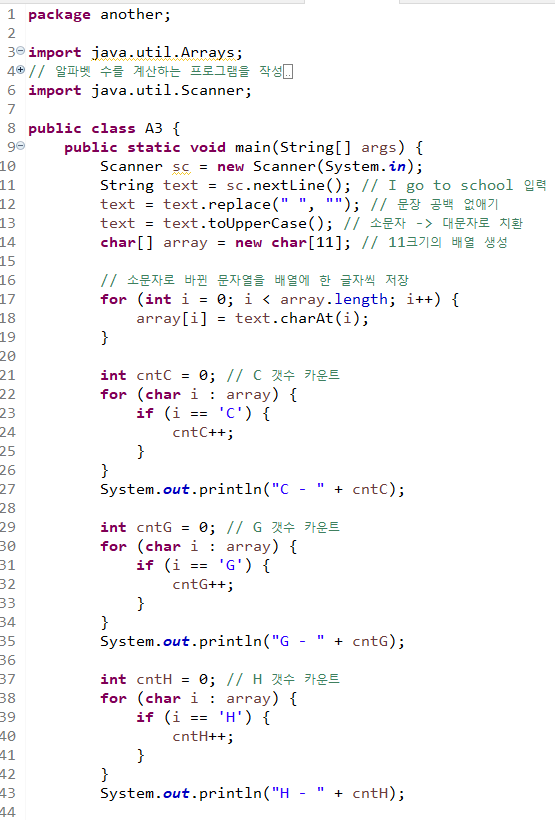 1 package another;
2
3 import java.util.Arrays;
4 // 알파벳 수를 계산하는 프로그램을 작성
6 import java.util.Scanner;
7
8 public class A3 {
9     public static void main(String[] args) {
10         Scanner sc = new Scanner(System.in);
11         String text = sc.nextLine(); // I go to school 입력
12         text = text.replace(" ", ""); // 문장 공백 없애기
13         text = text.toUpperCase(); // 소문자 -> 대문자로 치환
14         char[] array = new char[11]; // 11크기의 배열 생성
15
16         // 소문자로 바뀐 문자열을 배열에 한 글자씩 저장
17         for (int i = 0; i < array.length; i++) {
18             array[i] = text.charAt(i);
19         }
20
21         int cntC = 0; // C 갯수 카운트
22         for (char i : array) {
23             if (i == 'C') {
24                 cntC++;
25             }
26         }
27         System.out.println("C - " + cntC);
28
29         int cntG = 0; // G 갯수 카운트
30         for (char i : array) {
31             if (i == 'G') {
32                 cntG++;
33             }
34         }
35         System.out.println("G - " + cntG);
36
37         int cntH = 0; // H 갯수 카운트
38         for (char i : array) {
39             if (i == 'H') {
40                 cntH++;
41             }
42         }
43         System.out.println("H - " + cntH);
44